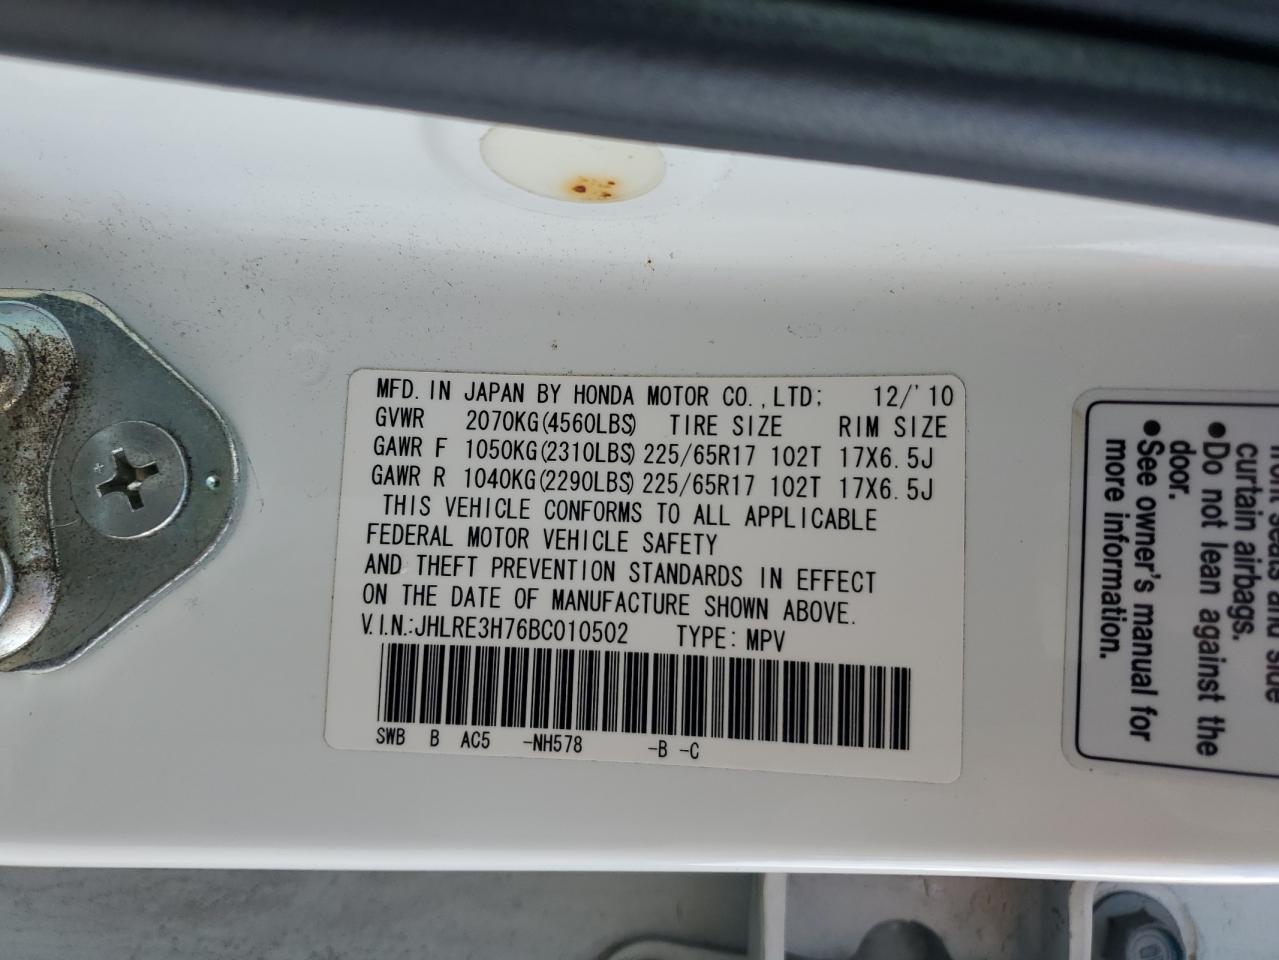 MFD. IN JAPAN BY HONDA MOTOR CO.,LTD; 12/'10
GVWR 2070KG(4560LBS) TIRE SIZE RIM SIZE
GAWR F 1050KG(2310LBS) 225/65R17 102T 17X6.5J
GAWR R 1040KG(2290LBS) 225/65R17 102T 17X6.5J
THIS VEHICLE CONFORMS TO ALL APPLICABLE
FEDERAL MOTOR VEHICLE SAFETY
AND THEFT PREVENTION STANDARDS IN EFFECT
ON THE DATE OF MANUFACTURE SHOWN ABOVE.
V.I.N.:JHLRE3H76BC010502 TYPE:MPV
SWB B AC5 -NH578 -B -C
front seats and side
curtain airbags.
•Do not lean against the
door.
•See owner's manual for
more information.